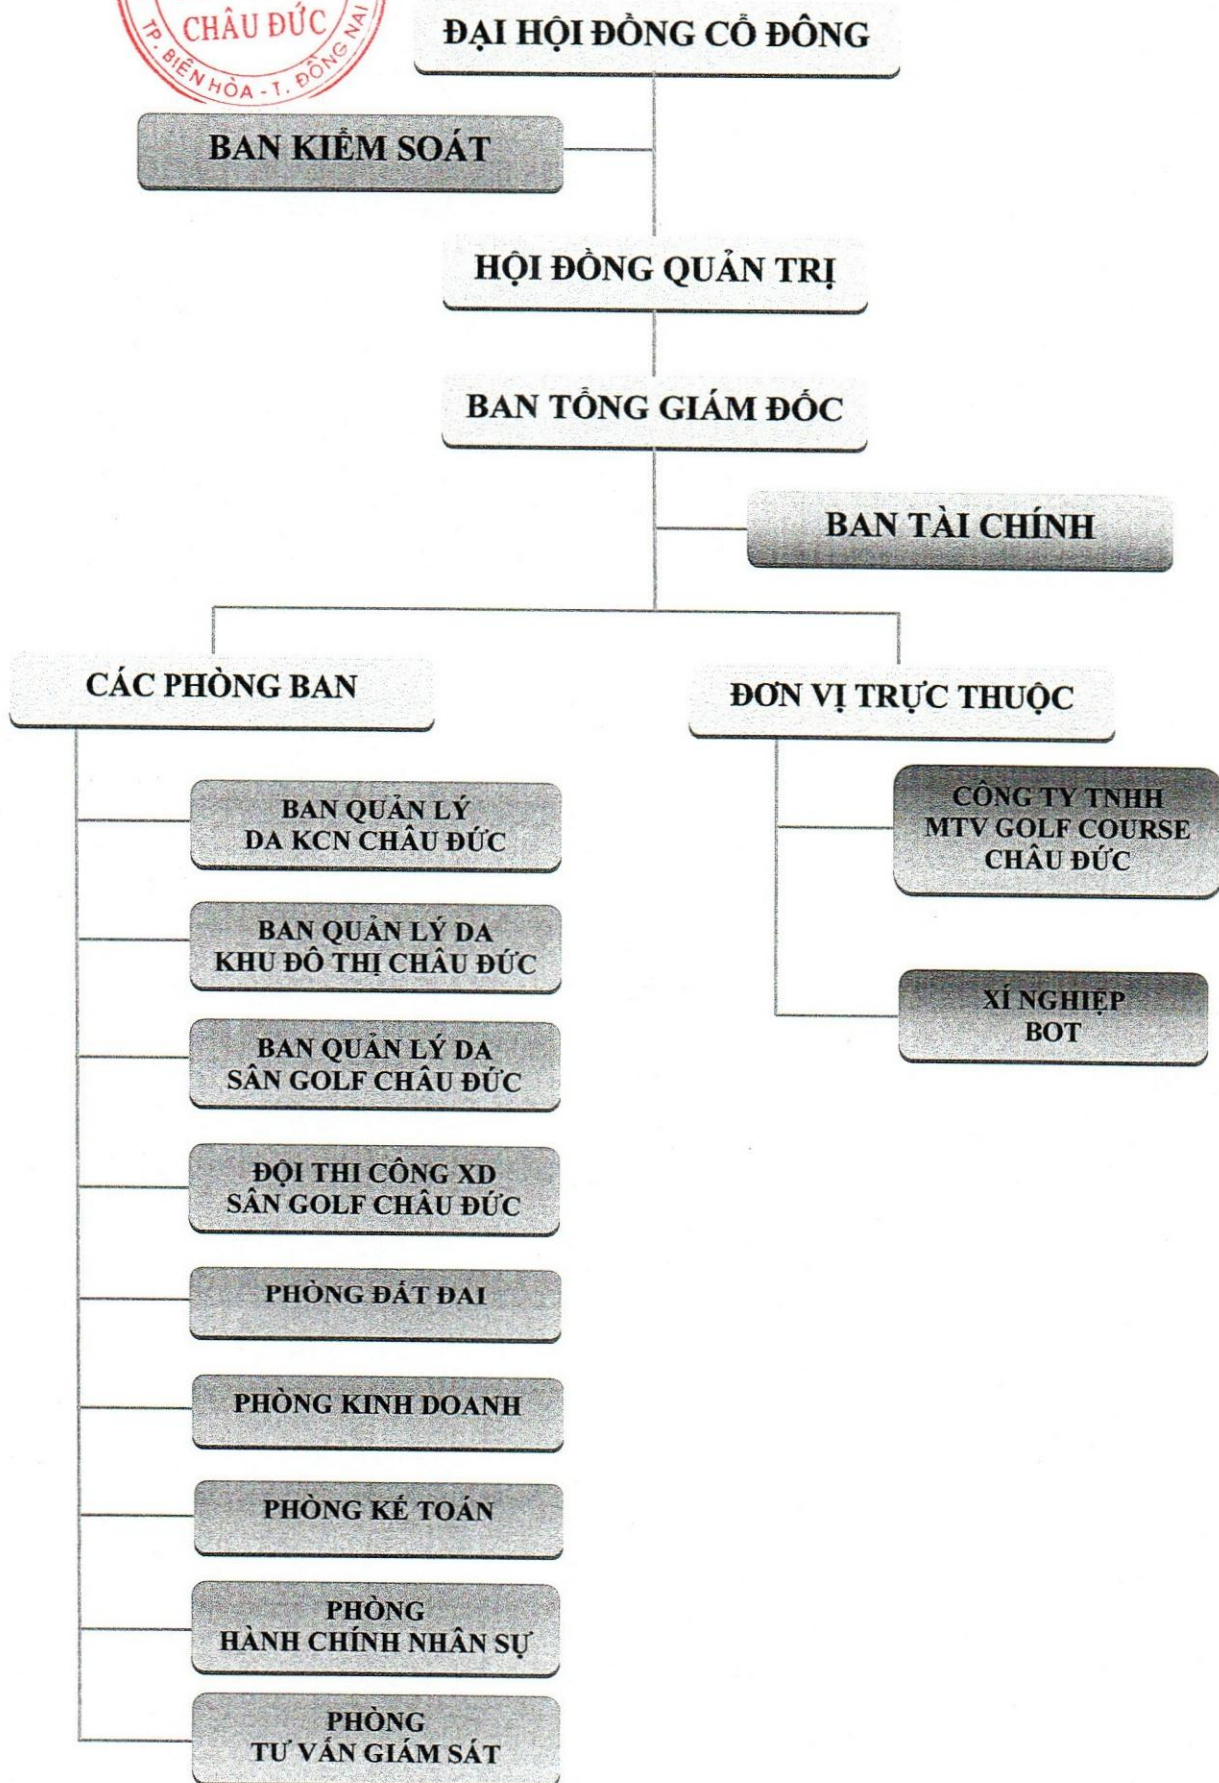 CHÂU ĐỨC
TP. BIÊN HÒA - T. ĐỒNG NAI
ĐẠI HỘI ĐỒNG CỔ ĐÔNG
BAN KIỂM SOÁT
HỘI ĐỒNG QUẢN TRỊ
BAN TỔNG GIÁM ĐỐC
BAN TÀI CHÍNH
CÁC PHÒNG BAN
BAN QUẢN LÝ
DA KCN CHÂU ĐỨC
BAN QUẢN LÝ DA
KHU ĐÔ THỊ CHÂU ĐỨC
BAN QUẢN LÝ DA
SÂN GOLF CHÂU ĐỨC
ĐỘI THI CÔNG XD
SÂN GOLF CHÂU ĐỨC
PHÒNG ĐẤT ĐAI
PHÒNG KINH DOANH
PHÒNG KẾ TOÁN
PHÒNG
HÀNH CHÍNH NHÂN SỰ
PHÒNG
TƯ VẤN GIÁM SÁT
ĐƠN VỊ TRỰC THUỘC
CÔNG TY TNHH
MTV GOLF COURSE
CHÂU ĐỨC
XÍ NGHIỆP
BOT